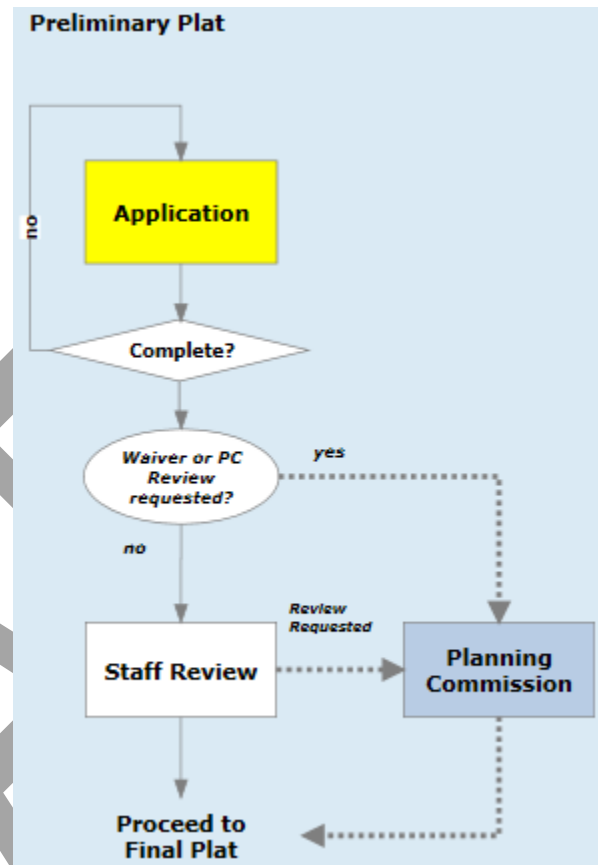 Preliminary Plat
no
Application
Complete?
Waiver or PC
Review
requested?
yes
no
Review
Requested
Staff Review
Planning
Commission
Proceed to
Final Plat